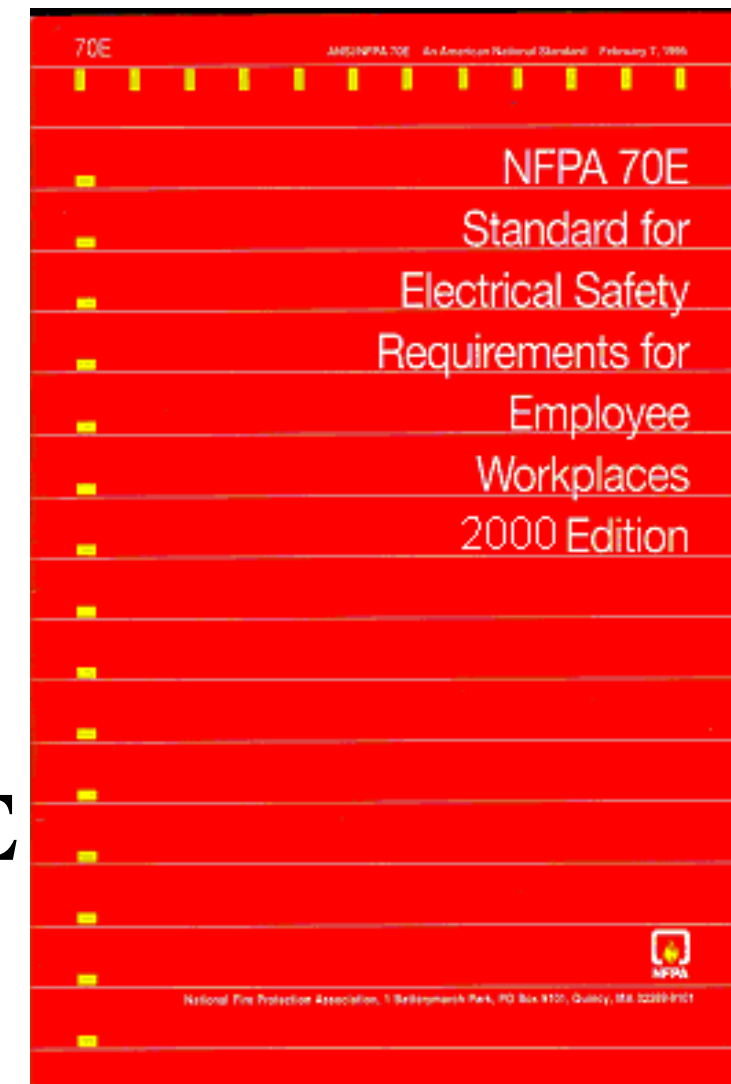 70E
ANSI/NFPA 70E An American National Standard February 7, 1995
NFPA 70E
Standard for
Electrical Safety
Requirements for
Employee
Workplaces
2000 Edition
E
NFPA
National Fire Protection Association, 1 Batterymarch Park, PO Box 9101, Quincy, MA 02269-9101